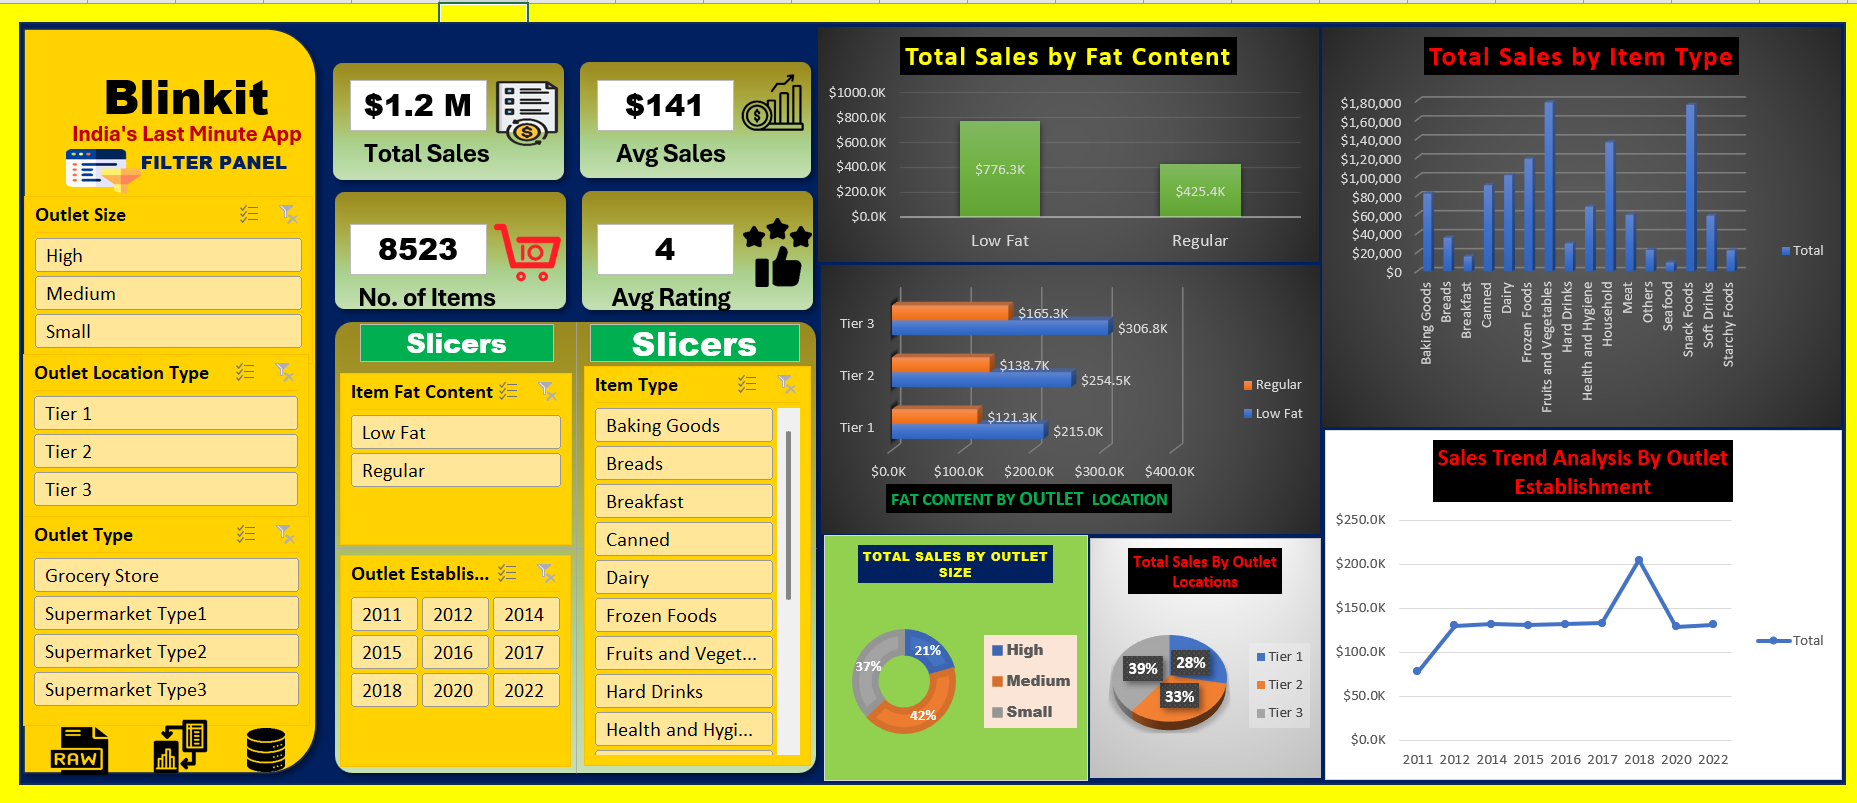 Blinkit
India's Last Minute App
FILTER PANEL
Outlet Size
High
Medium
Small
Outlet Location Type
Tier 1
Tier 2
Tier 3
Outlet Type
Grocery Store
Supermarket Type1
Supermarket Type2
Supermarket Type3
RAW
$1.2 M
Total Sales
$141
Avg Sales
8523
No. of Items
4
Avg Rating
Slicers
Item Fat Content
Low Fat
Regular
Outlet Establis...
2011 2012 2014
2015 2016 2017
2018 2020 2022
Slicers
Item Type
Baking Goods
Breads
Breakfast
Canned
Dairy
Frozen Foods
Fruits and Veget...
Hard Drinks
Health and Hygi...
Total Sales by Fat Content
$1000.0K
$800.0K
$600.0K
$400.0K
$200.0K
$0.0K
$776.3K
$425.4K
Low Fat
Regular
Tier 3
Tier 2
Tier 1
$165.3K
$306.8K
$138.7K
$254.5K
$121.3K
$215.0K
Regular
Low Fat
$0.0K $100.0K $200.0K $300.0K $400.0K
FAT CONTENT BY OUTLET LOCATION
TOTAL SALES BY OUTLET
SIZE
21%
37%
42%
High
Medium
Small
Total Sales By Outlet
Locations
28%
39%
33%
Tier 1
Tier 2
Tier 3
Total Sales by Item Type
$1,80,000
$1,60,000
$1,40,000
$1,20,000
$1,00,000
$80,000
$60,000
$40,000
$20,000
$0
Baking Goods
Breads
Breakfast
Canned
Dairy
Frozen Foods
Fruits and Vegetables
Hard Drinks
Health and Hygiene
Household
Meat
Others
Seafood
Snack Foods
Soft Drinks
Starchy Foods
Total
Sales Trend Analysis By Outlet
Establishment
$250.0K
$200.0K
$150.0K
$100.0K
$50.0K
$0.0K
2011 2012 2014 2015 2016 2017 2018 2020 2022
Total